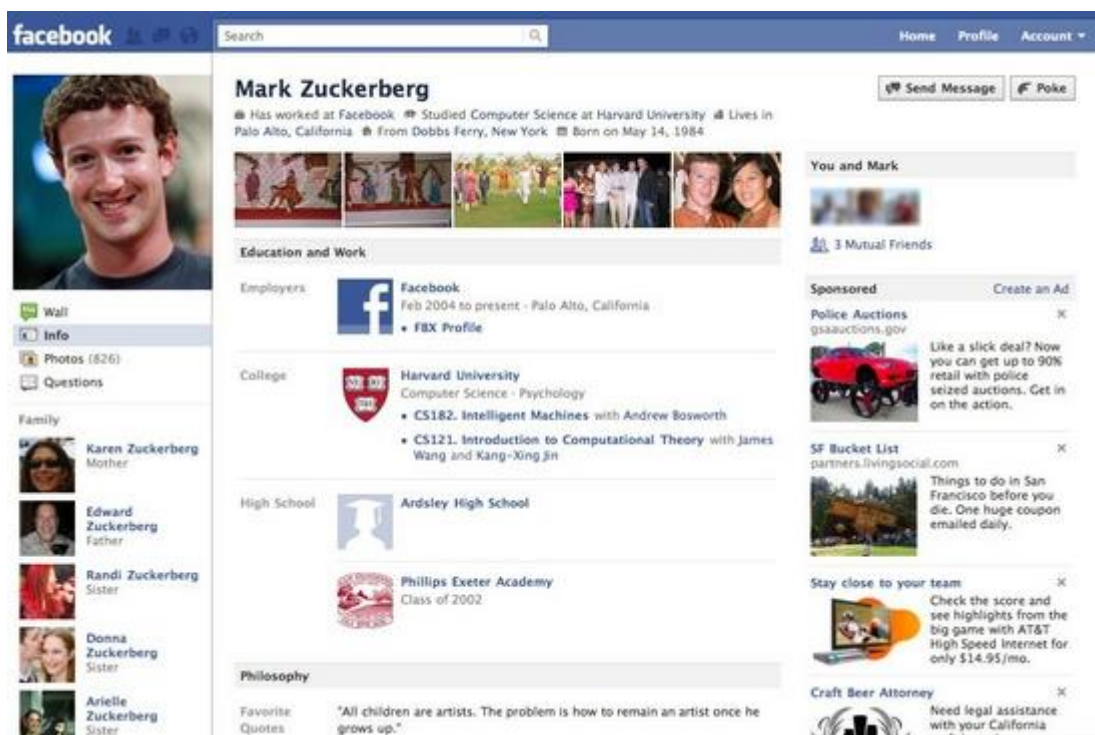 facebook
Search
Home Profile Account
Mark Zuckerberg
Has worked at Facebook Studied Computer Science at Harvard University Lives in
Palo Alto, California From Dobbs Ferry, New York Born on May 14, 1984
Send Message Poke
Wall
Info
Photos (826)
Questions
Family
Karen Zuckerberg
Mother
Edward
Zuckerberg
Father
Randi Zuckerberg
Sister
Donna
Zuckerberg
Sister
Arielle
Zuckerberg
Sister
Education and Work
Employers
Facebook
Feb 2004 to present - Palo Alto, California
• FBX Profile
College
Harvard University
Computer Science · Psychology
• CS182. Intelligent Machines with Andrew Bosworth
• CS121. Introduction to Computational Theory with James
Wang and Kang-Xing Jin
High School
Ardsley High School
Phillips Exeter Academy
Class of 2002
Philosophy
Favorite
Quotes
"All children are artists. The problem is how to remain an artist once he
grows up."
You and Mark
3 Mutual Friends
Sponsored Create an Ad
Police Auctions
gsaauctions.gov
Like a slick deal? Now
you can get up to 90%
retail with police
seized auctions. Get in
on the action.
SF Bucket List
partners.livingsocial.com
Things to do in San
Francisco before you
die. One huge coupon
emailed daily.
Stay close to your team
Check the score and
see highlights from the
big game with AT&T
High Speed Internet for
only $14.95/mo.
Craft Beer Attorney
Need legal assistance
with your California